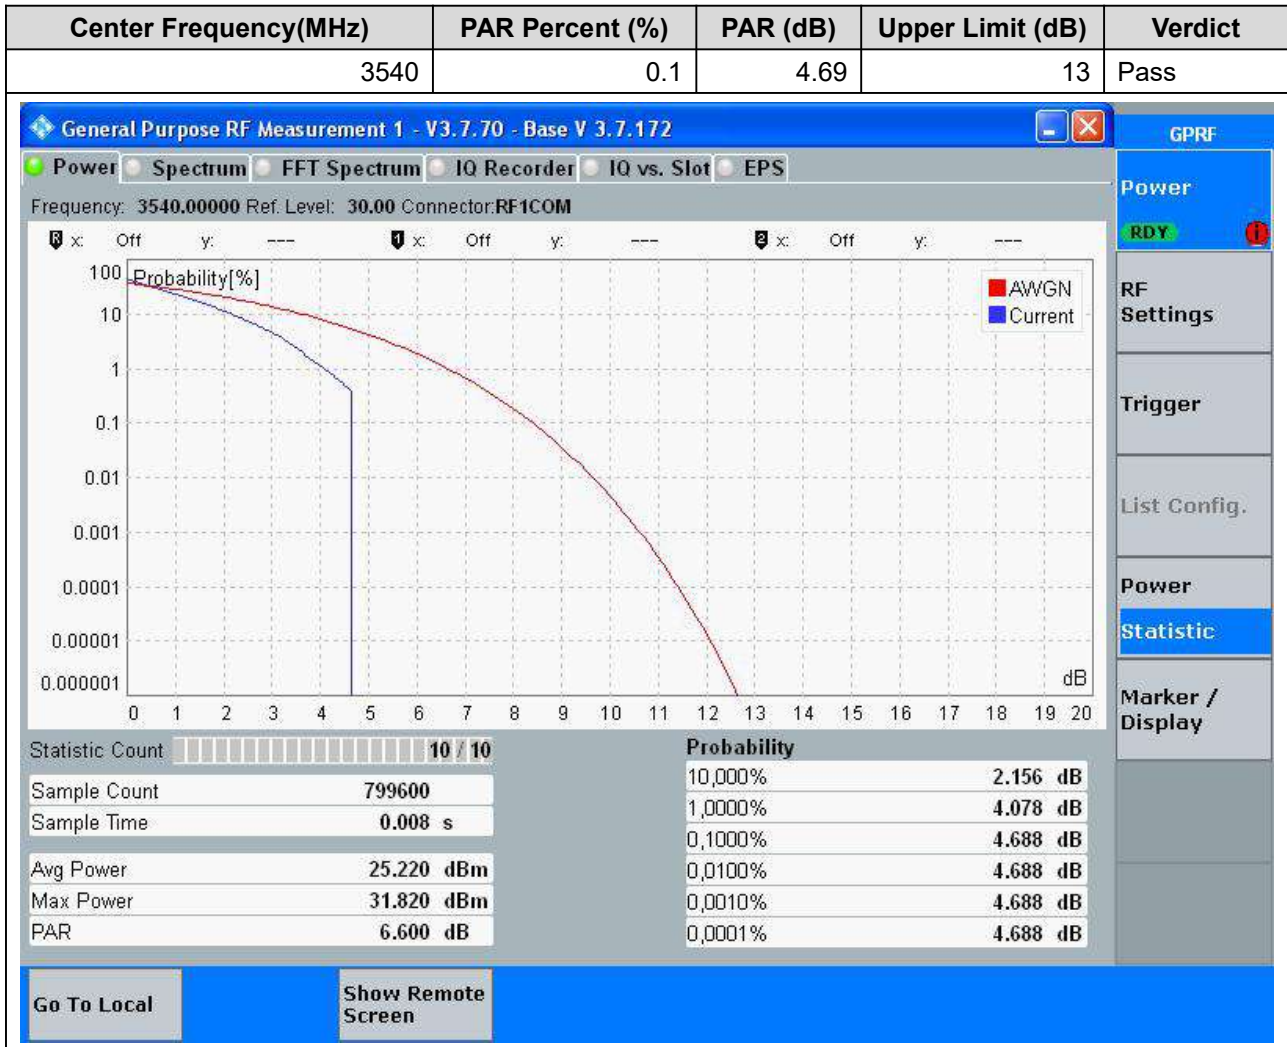 Center Frequency(MHz) PAR Percent (%) PAR (dB) Upper Limit (dB) Verdict
3540 0.1 4.69 13 Pass
General Purpose RF Measurement 1 - V3.7.70 - Base V 3.7.172
GPRF
Power Spectrum FFT Spectrum IQ Recorder IQ vs. Slot EPS
Frequency: 3540.00000 Ref. Level: 30.00 Connector:RF1COM
R x: Off y: --- 1 x: Off y: --- 2 x: Off y: ---
Probability[%]
100
10
1
0.1
0.01
0.001
0.0001
0.00001
0.000001
AWGN
Current
dB
0 1 2 3 4 5 6 7 8 9 10 11 12 13 14 15 16 17 18 19 20
Statistic Count 10 / 10
Sample Count 799600
Sample Time 0.008 s
Avg Power 25.220 dBm
Max Power 31.820 dBm
PAR 6.600 dB
Probability
10,000% 2.156 dB
1,0000% 4.078 dB
0,1000% 4.688 dB
0,0100% 4.688 dB
0,0010% 4.688 dB
0,0001% 4.688 dB
Power
RDY
RF
Settings
Trigger
List Config.
Power
Statistic
Marker /
Display
Go To Local
Show Remote
Screen